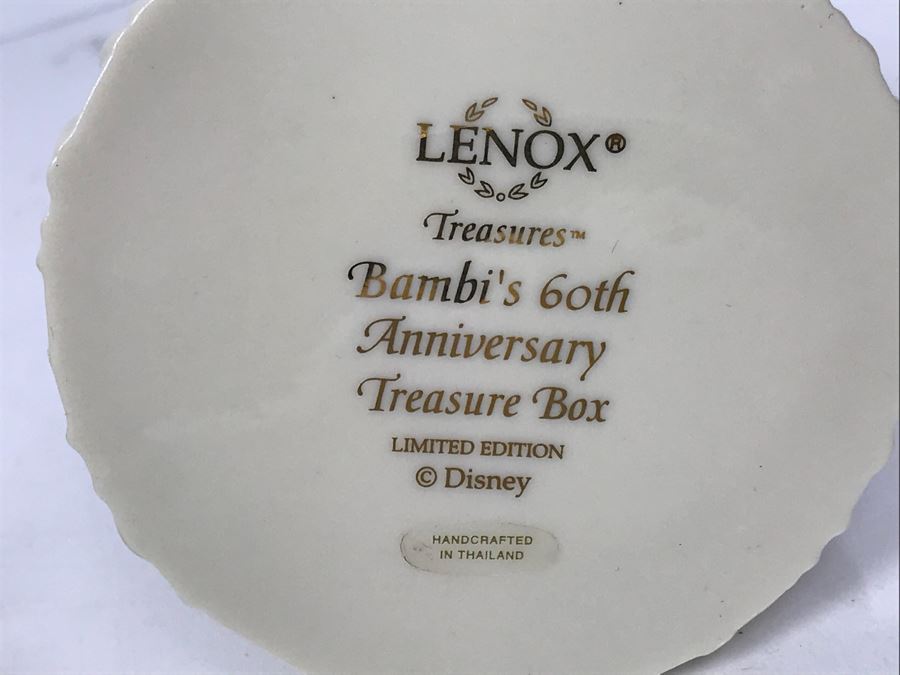 LENOX®
Treasures™
Bambi's 60th
Anniversary
Treasure Box
LIMITED EDITION
© Disney
HANDCRAFTED
IN THAILAND